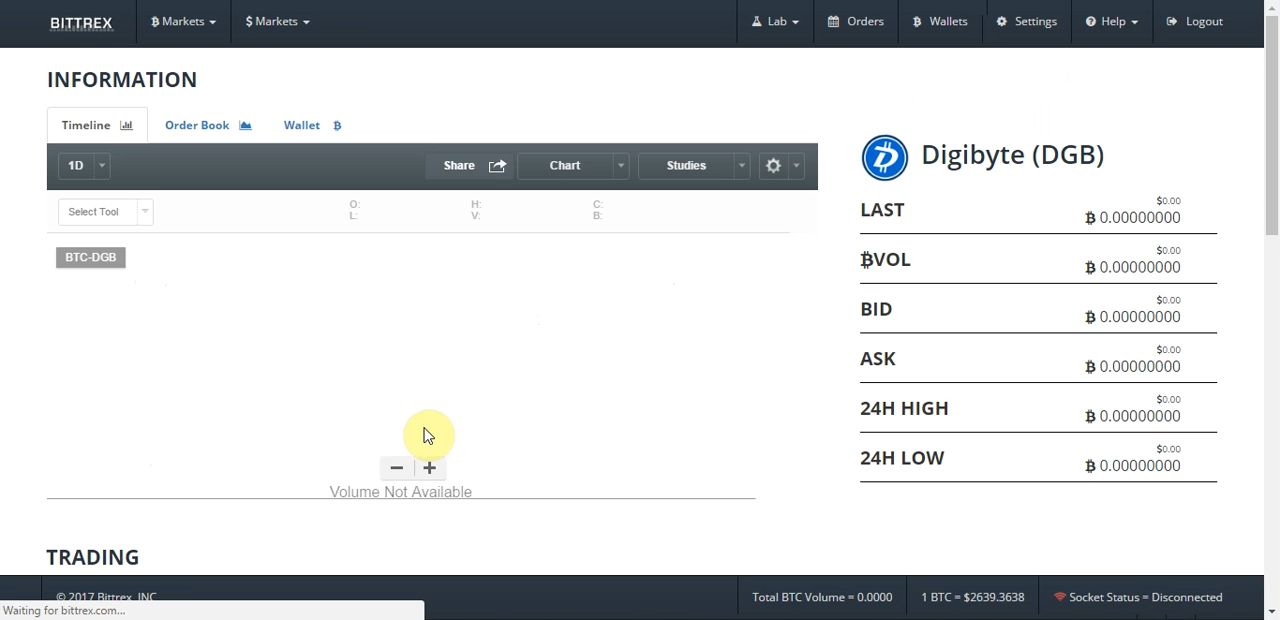 BITTREX
฿ Markets
$ Markets
Lab
Orders
฿ Wallets
Settings
Help
Logout
INFORMATION
Timeline
Order Book
Wallet ฿
1D
Share
Chart
Studies
Select Tool
O:
H:
C:
L:
V:
B:
BTC-DGB
Volume Not Available
Digibyte (DGB)
LAST
$0.00
฿ 0.00000000
฿VOL
$0.00
฿ 0.00000000
BID
$0.00
฿ 0.00000000
ASK
$0.00
฿ 0.00000000
24H HIGH
$0.00
฿ 0.00000000
24H LOW
$0.00
฿ 0.00000000
TRADING
© 2017 Bittrex, INC
Total BTC Volume = 0.0000
1 BTC = $2639.3638
Socket Status = Disconnected
Waiting for bittrex.com...